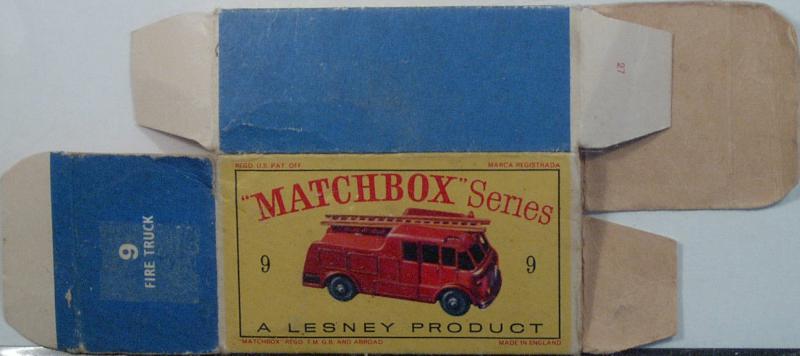 27
REGD. U.S. PAT. OFF.
MARCA REGISTRADA
"MATCHBOX" Series
9
9
A LESNEY PRODUCT
"MATCHBOX" REGD. T.M. G.B. AND ABROAD
MADE IN ENGLAND
9
FIRE TRUCK